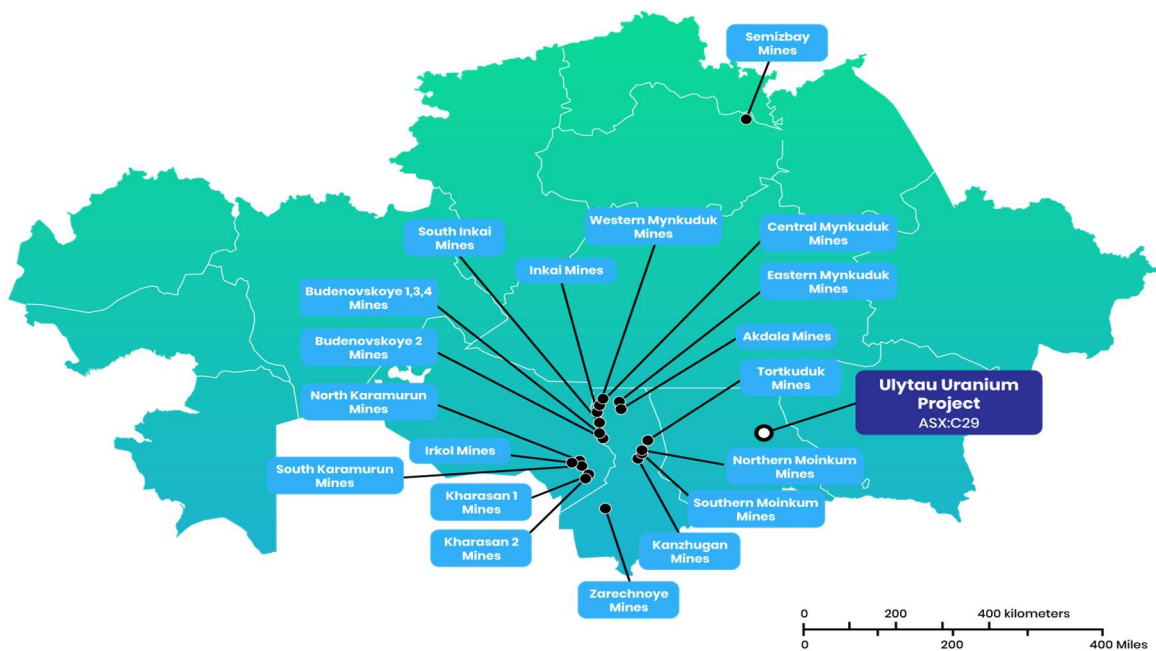 Semizbay
Mines
Western Mynkuduk
Mines
South Inkai
Mines
Central Mynkuduk
Mines
Inkai Mines
Eastern Mynkuduk
Mines
Budenovskoye 1,3,4
Mines
Budenovskoye 2
Mines
Akdala Mines
Tortkuduk
Mines
North Karamurun
Mines
Ulytau Uranium
Project
ASX:C29
Irkol Mines
South Karamurun
Mines
Northern Moinkum
Mines
Kharasan 1
Mines
Southern Moinkum
Mines
Kharasan 2
Mines
Kanzhugan
Mines
Zarechnoye
Mines
0 200 400 kilometers
0 200 400 Miles